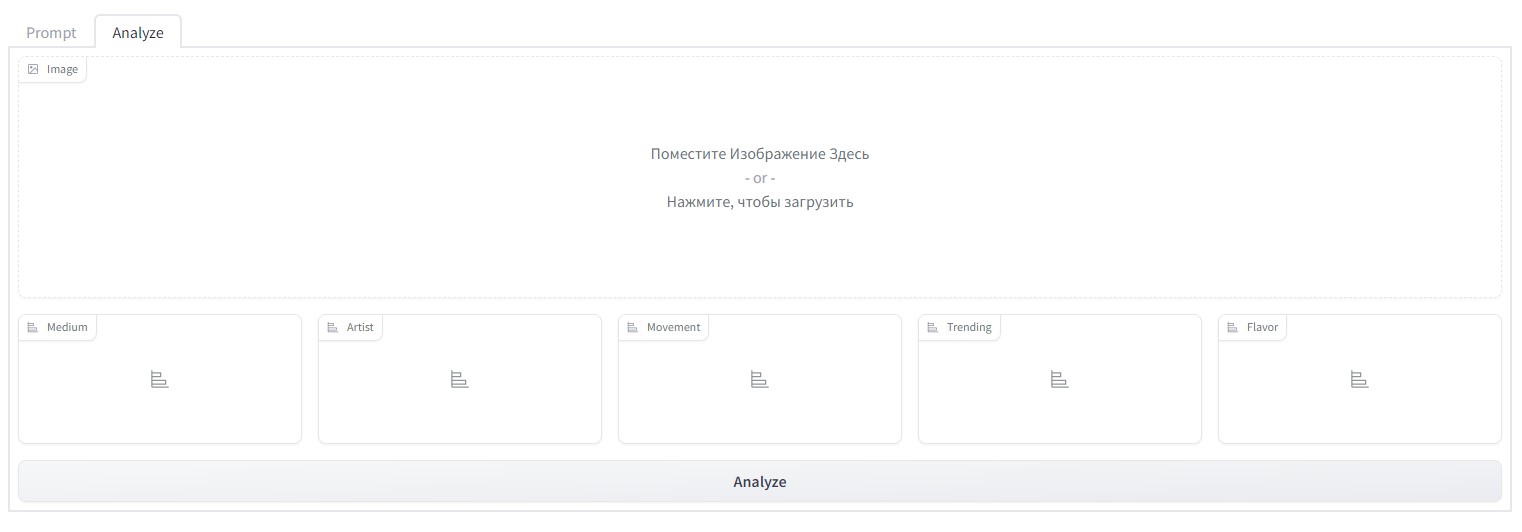 Prompt
Analyze
Image
Поместите Изображение Здесь
- or -
Нажмите, чтобы загрузить
Medium
Artist
Movement
Trending
Flavor
Analyze